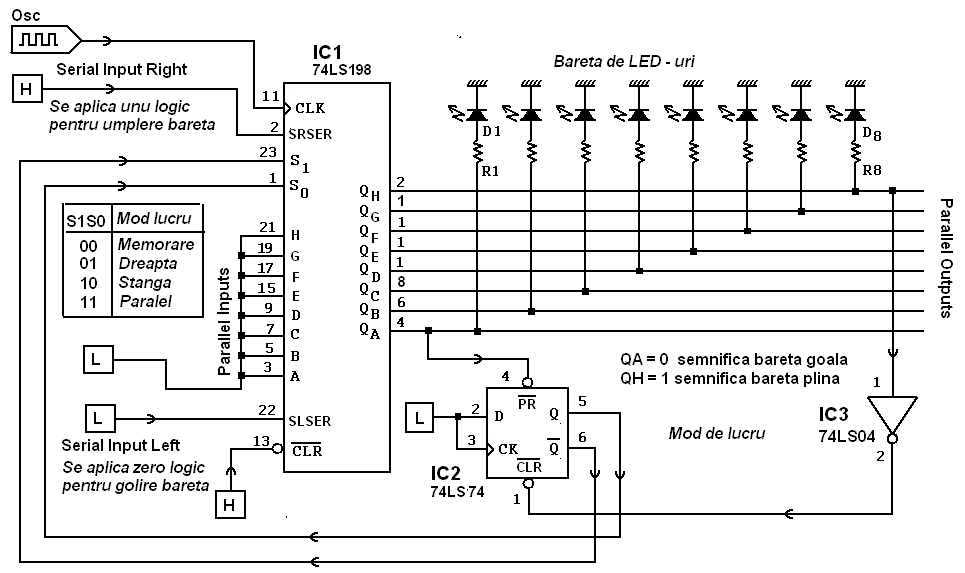 Osc
IC1
74LS198
Bareta de LED - uri
Serial Input Right
H
Se aplica unu logic
pentru umplere bareta
11
CLK
2
SRSER
23
S1
1
S0
D1
R1
D8
R8
S1S0 Mod lucru
00 Memorare
01 Dreapta
10 Stanga
11 Paralel
Parallel Inputs
21 H
19 G
17 F
15 E
9 D
7 C
5 B
3 A
QH 2
QG 1
QF 1
QE 1
QD 1
QC 8
QB 6
QA 4
Parallel Outputs
L
L
22
SLSER
Serial Input Left
Se aplica zero logic
pentru golire bareta
13
CLR
H
QA = 0 semnifica bareta goala
QH = 1 semnifica bareta plina
Mod de lucru
4
PR
L
2
D
3
CK
Q
5
Q
6
CLR
1
IC2
74LS 74
1
IC3
74LS04
2